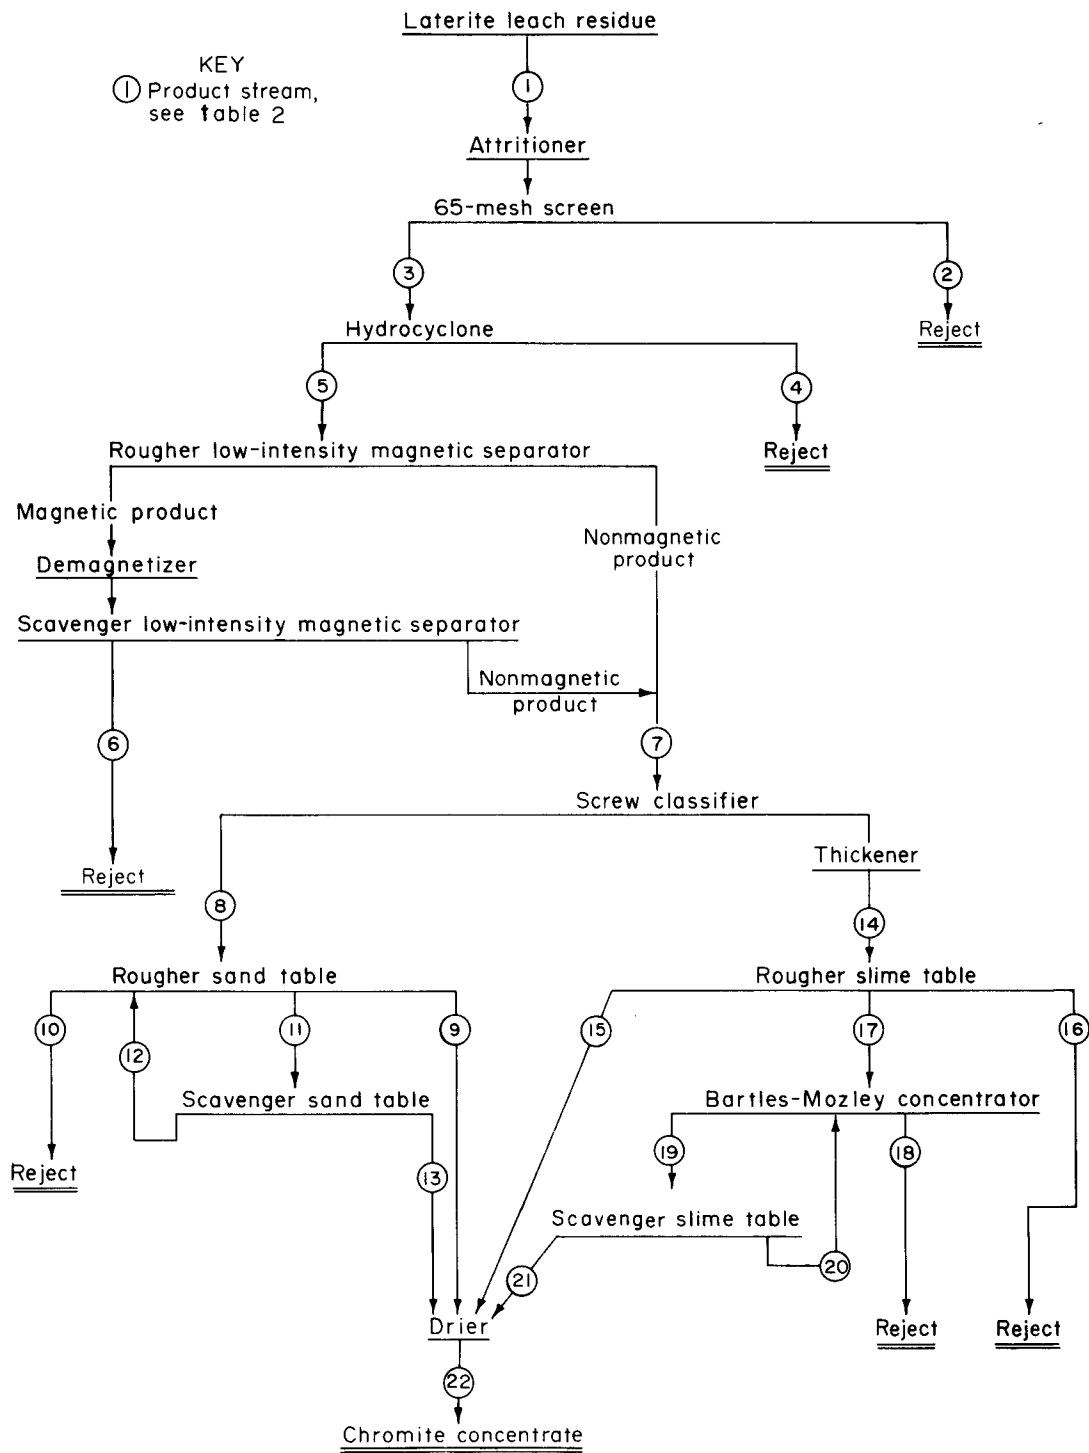 Laterite leach residue
KEY
1 Product stream,
see table 2
1
Attritioner
65-mesh screen
3
2
Hydrocyclone
Reject
5
4
Rougher low-intensity magnetic separator
Reject
Magnetic product
Nonmagnetic
product
Demagnetizer
Scavenger low-intensity magnetic separator
Nonmagnetic
product
6
7
Screw classifier
Reject
Thickener
8
14
Rougher sand table
Rougher slime table
10
12
11
9
15
17
16
Scavenger sand table
Bartles-Mozley concentrator
Reject
13
19
18
Scavenger slime table
21
20
Drier
Reject
Reject
22
Chromite concentrate